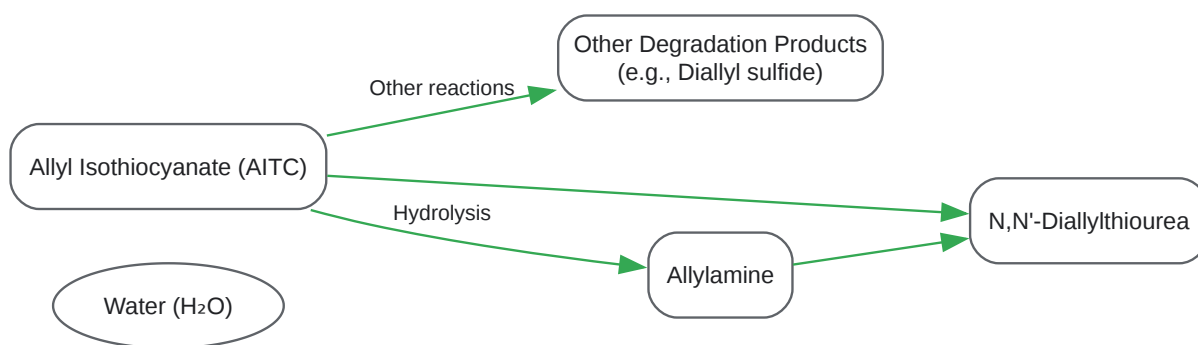 Other Degradation Products
(e.g., Diallyl sulfide)
Other reactions
Allyl Isothiocyanate (AITC)
Hydrolysis
N,N'-Diallylthiourea
Allylamine
Water (H₂O)